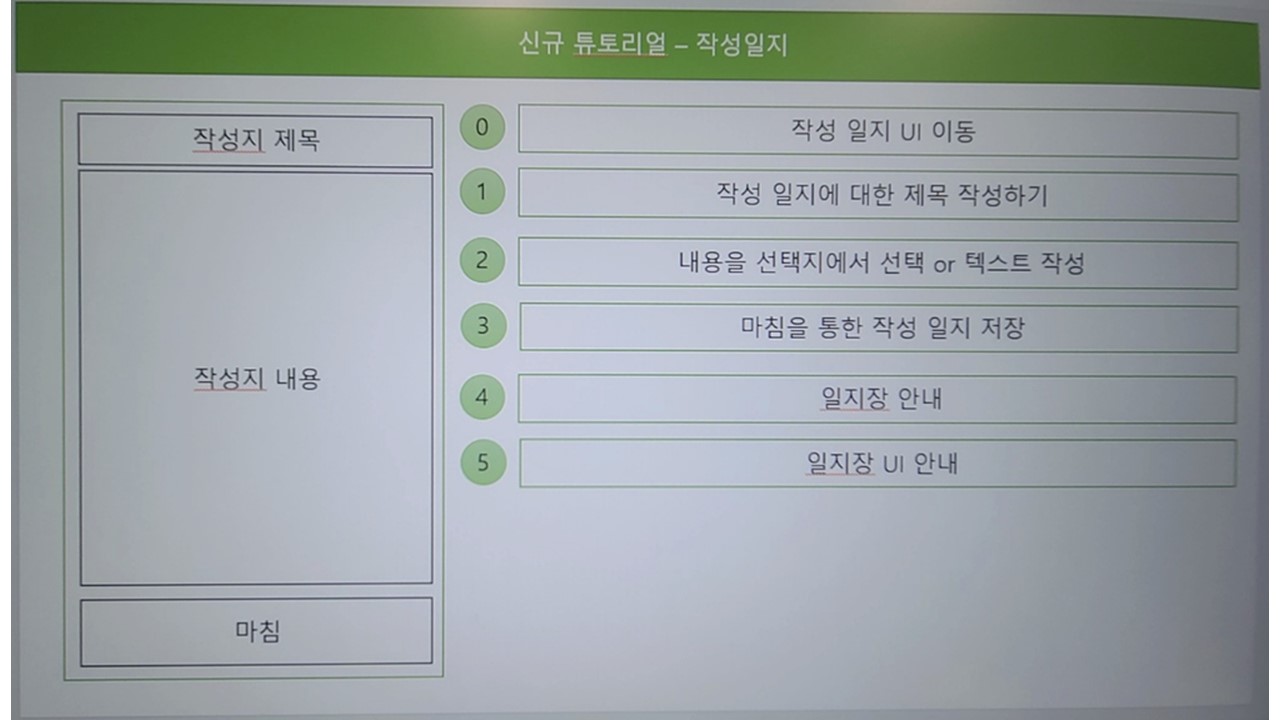 신규 튜토리얼 – 작성일지
작성지 제목
작성지 내용
마침
0
작성 일지 UI 이동
1
작성 일지에 대한 제목 작성하기
2
내용을 선택지에서 선택 or 텍스트 작성
3
마침을 통한 작성 일지 저장
4
일지장 안내
5
일지장 UI 안내